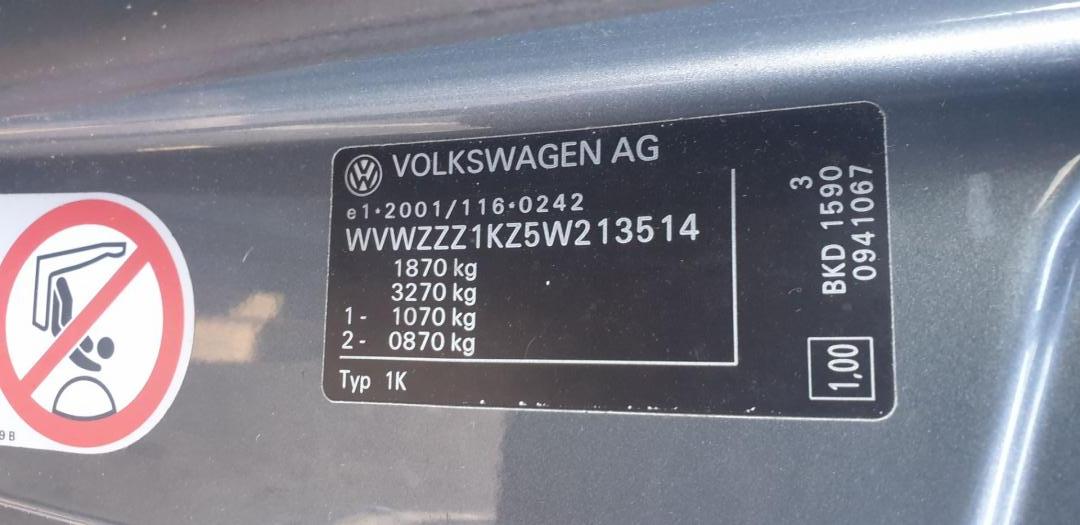 VOLKSWAGEN AG
e1*2001/116*0242
WVWZZZ1KZ5W213514
1870 kg
3270 kg
1- 1070 kg
2- 0870 kg
Typ 1K
3
BKD 1590
0941067
1,00
9 B